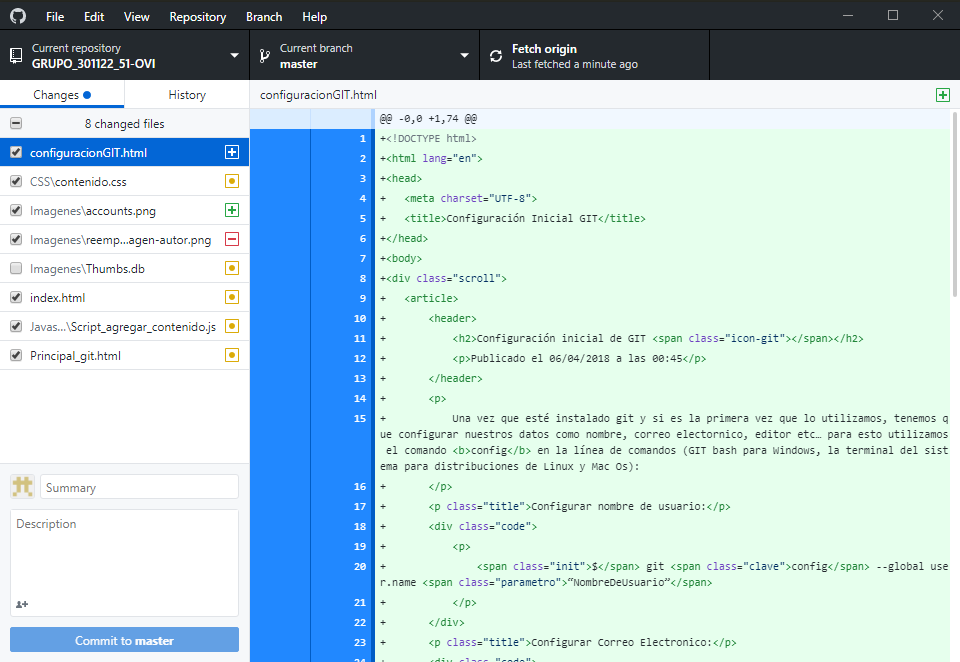 File Edit View Repository Branch Help
Current repository
GRUPO_301122_51-OVI
Current branch
master
Fetch origin
Last fetched a minute ago
Changes History
8 changed files
configuracionGIT.html
CSS\contenido.css
Imagenes\accounts.png
Imagenes\reemp...agen-autor.png
Imagenes\Thumbs.db
index.html
Javas...\Script_agregar_contenido.js
Principal_git.html
Summary
Description
Commit to master
configuracionGIT.html
@@ -0,0 +1,74 @@
1 +<!DOCTYPE html>
2 +<html lang="en">
3 +<head>
4 +   <meta charset="UTF-8">
5 +   <title>Configuración Inicial GIT</title>
6 +</head>
7 +<body>
8 +<div class="scroll">
9 +   <article>
10 +       <header>
11 +           <h2>Configuración inicial de GIT <span class="icon-git"></span></h2>
12 +           <p>Publicado el 06/04/2018 a las 00:45</p>
13 +       </header>
14 +       <p>
15 +           Una vez que esté instalado git y si es la primera vez que lo utilizamos, tenemos q
ue configurar nuestros datos como nombre, correo electornico, editor etc… para esto utilizamos
el comando <b>config</b> en la línea de comandos (GIT bash para Windows, la terminal del sist
ema para distribuciones de Linux y Mac Os):
16 +       </p>
17 +       <p class="title">Configurar nombre de usuario:</p>
18 +       <div class="code">
19 +           <p>
20 +               <span class="init">$</span> git <span class="clave">config</span> --global use
r.name <span class="parametro">“NombreDeUsuario”</span>
21 +           </p>
22 +       </div>
23 +       <p class="title">Configurar Correo Electronico:</p>
24 +       <div class="code">